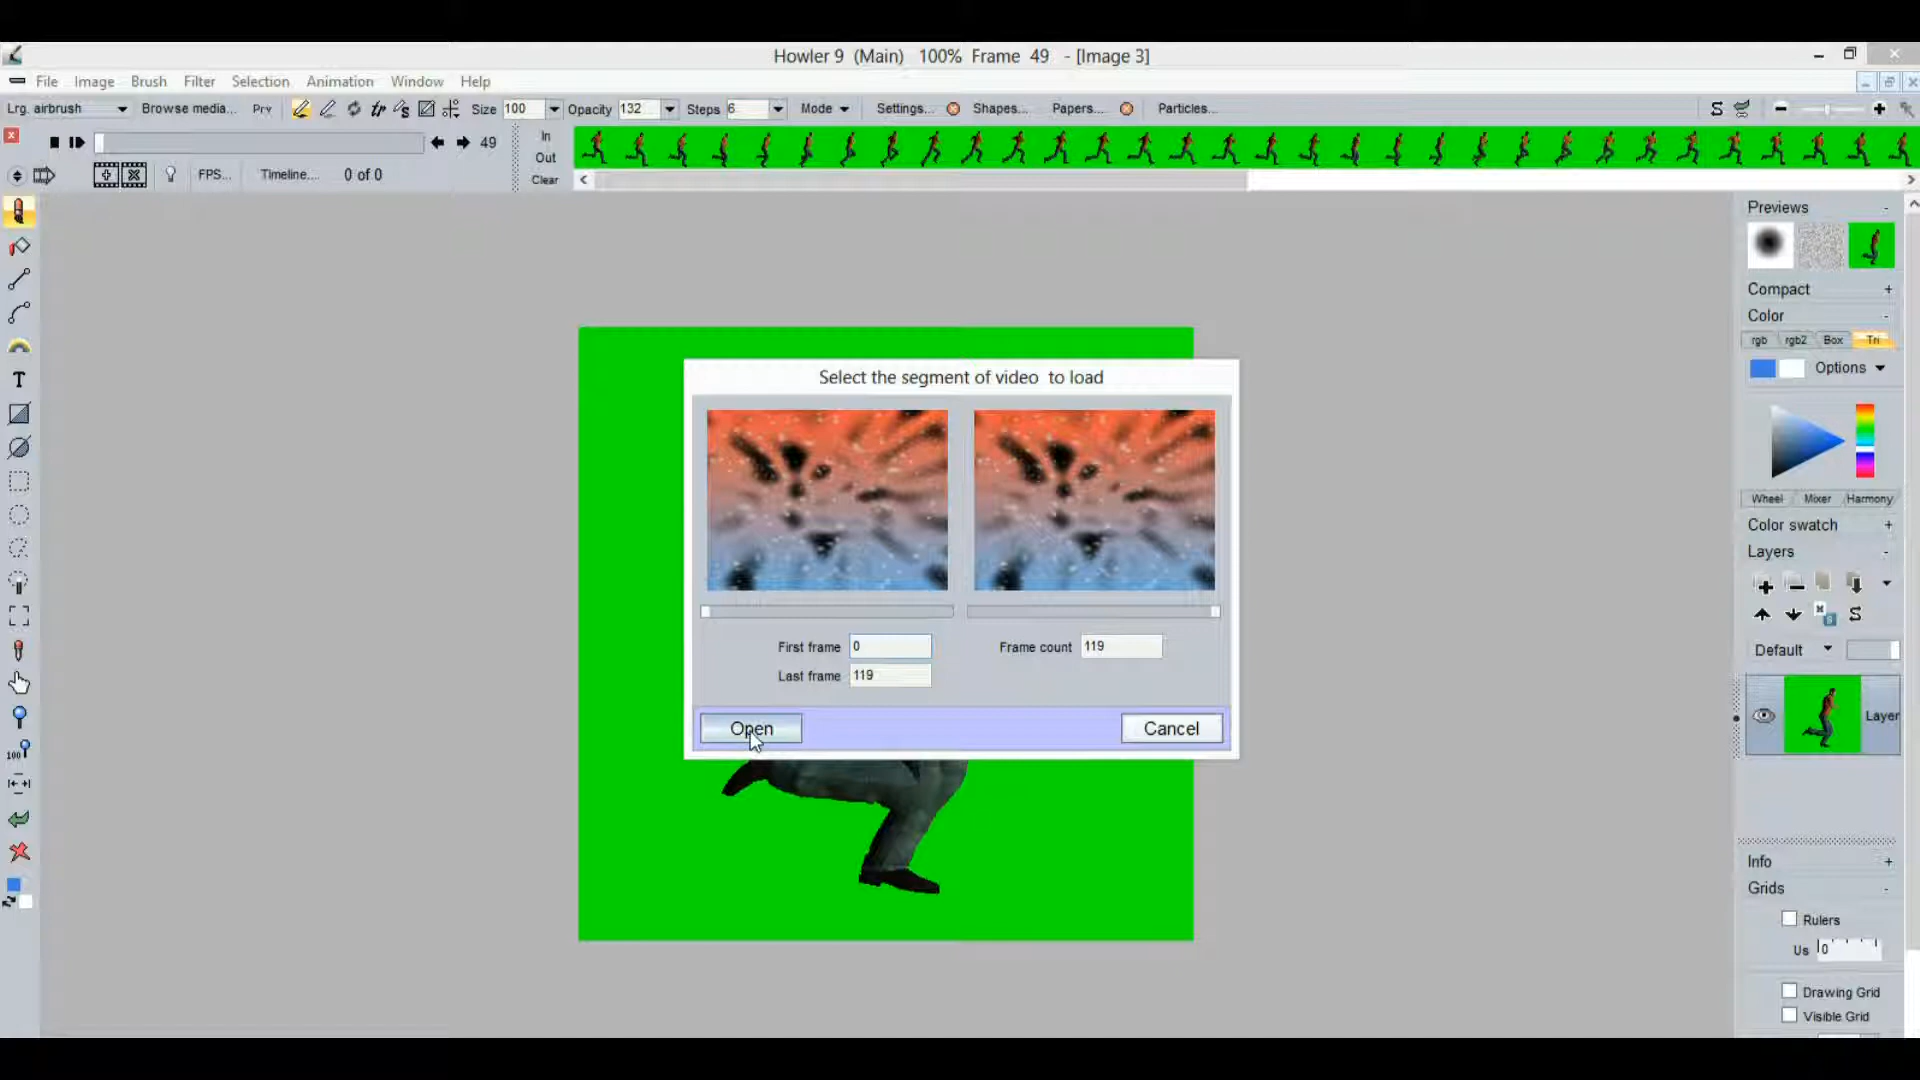 Howler 9 (Main) 100% Frame 49 - [Image 3]
File Image Brush Filter Selection Animation Window Help
Lrg. airbrush Browse media... Prv Size 100 Opacity 132 Steps 6 Mode Settings... Shapes... Papers... Particles...
49
In
Out
Clear
FPS... Timeline... 0 of 0
Previews
Compact
Color
rgb rgb2 Box Tri
Options
Wheel Mixer Harmony
Color swatch
Layers
Default
Layer
Info
Grids
Rulers
Us 0
Drawing Grid
Visible Grid
T
100
Select the segment of video to load
First frame 0
Frame count 119
Last frame 119
Open
Cancel